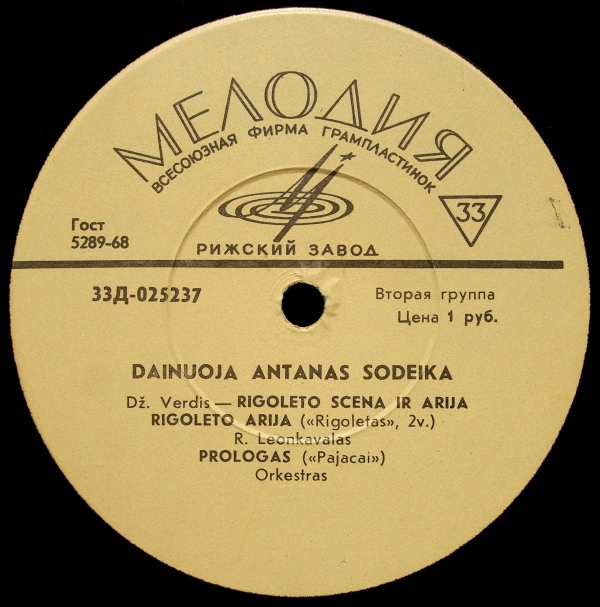 МЕЛОДИЯ
ВСЕСОЮЗНАЯ ФИРМА ГРАМПЛАСТИНОК
33
Гост
5289-68
РИЖСКИЙ ЗАВОД
33Д-025237
Вторая группа
Цена 1 руб.
DAINUOJA ANTANAS SODEIKA
Dž. Verdis — RIGOLETO SCENA IR ARIJA
RIGOLETO ARIJA («Rigoletas», 2v.)
R. Leonkavalas
PROLOGAS («Pajacai»)
Orkestras